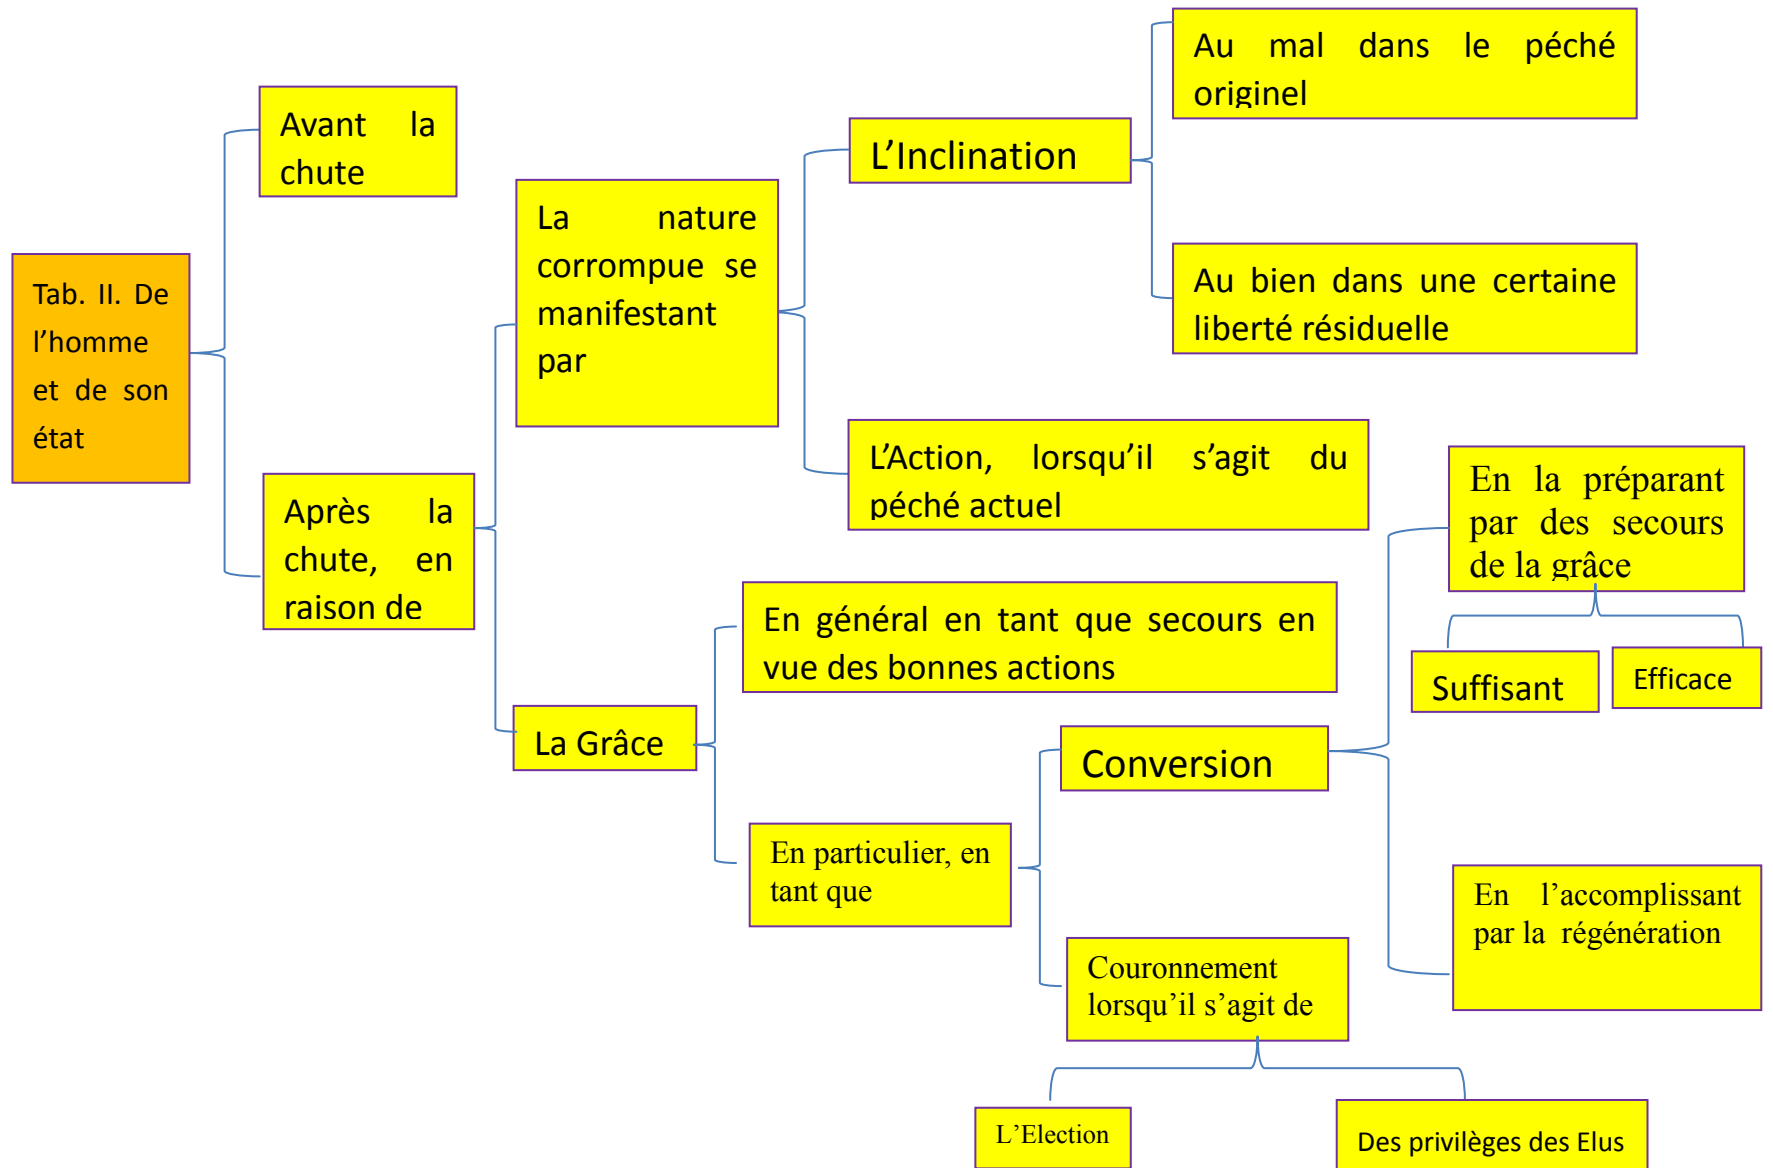 Tab. II. De
l’homme
et de son
état
Avant la
chute
Après la
chute, en
raison de
La nature
corrompue se
manifestant
par
L’Inclination
Au mal dans le péché
originel
Au bien dans une certaine
liberté résiduelle
L’Action, lorsqu’il s’agit du
péché actuel
La Grâce
En général en tant que secours en
vue des bonnes actions
En particulier, en
tant que
Conversion
En la préparant
par des secours
de la grâce
Suffisant
Efficace
En l’accomplissant
par la régénération
Couronnement
lorsqu’il s’agit de
L’Election
Des privilèges des Elus